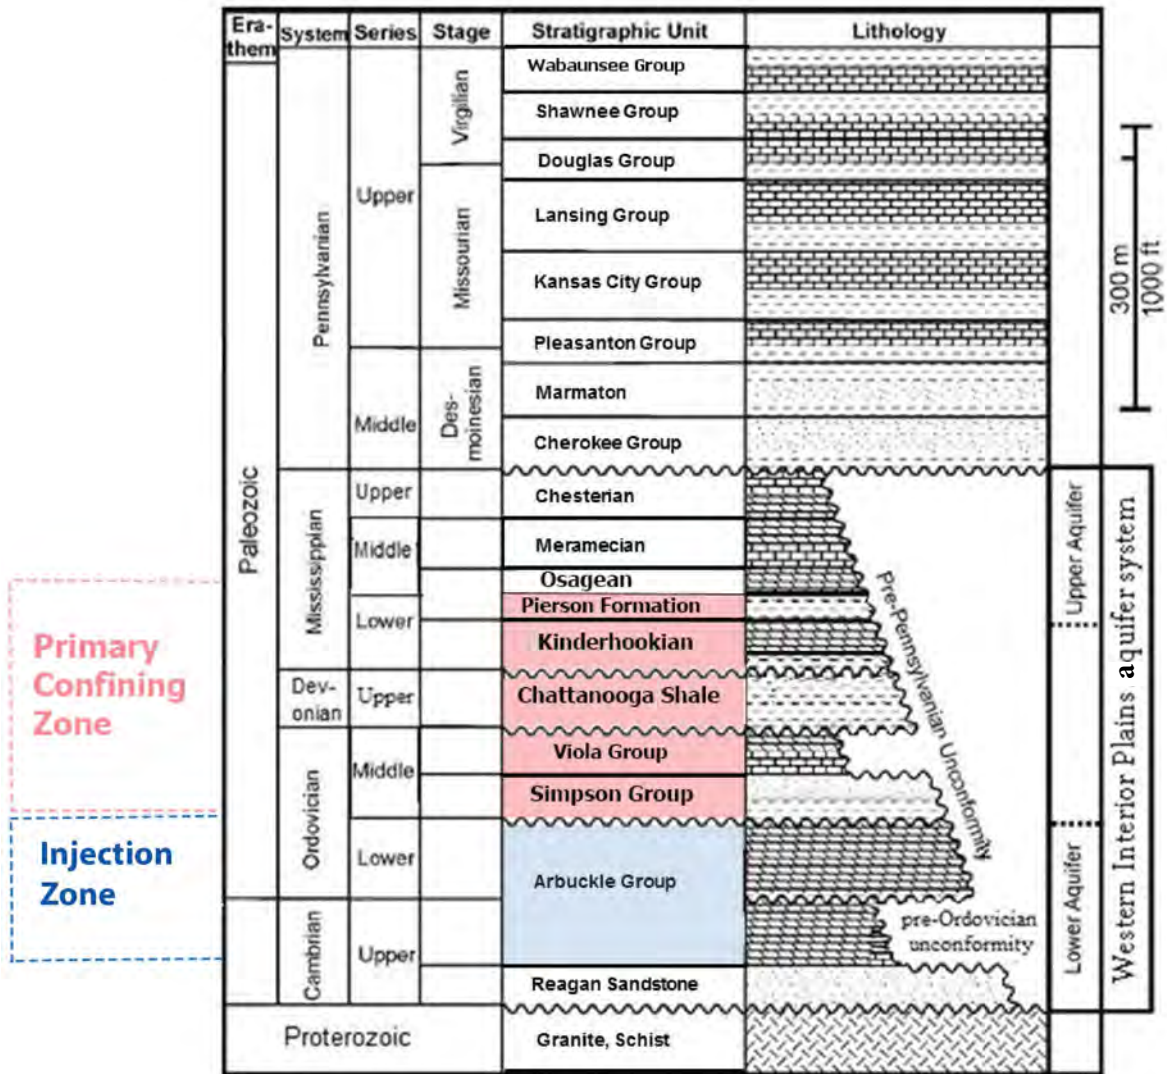 Era-
them
System
Series
Stage
Stratigraphic Unit
Lithology
Paleozoic
Pennsylvanian
Upper
Virgilian
Wabaunsee Group
Shawnee Group
Douglas Group
Missourian
Lansing Group
Kansas City Group
Pleasanton Group
Middle
Des-
moinesian
Marmaton
Cherokee Group
300 m
1000 ft
Mississippian
Upper
Chesterian
Middle
Meramecian
Osagean
Lower
Pierson Formation
Kinderhookian
Dev-
onian
Upper
Chattanooga Shale
Ordovician
Middle
Viola Group
Simpson Group
Lower
Arbuckle Group
Cambrian
Upper
Reagan Sandstone
Proterozoic
Granite, Schist
Pre-Pennsylvanian Unconformity
pre-Ordovician
unconformity
Upper Aquifer
Lower Aquifer
Western Interior Plains aquifer system
Primary
Confining
Zone
Injection
Zone